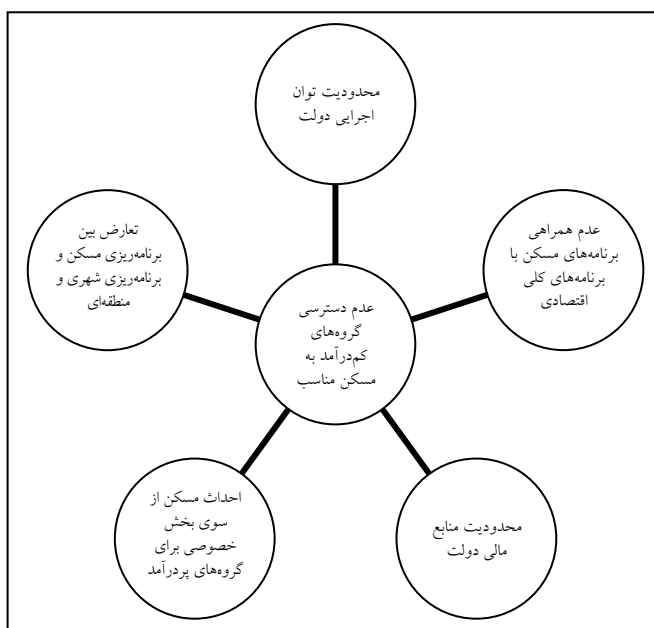 محدودیت توان
اجرایی دولت
عدم همراهی
برنامه‌های مسکن با
برنامه‌های کلی
اقتصادی
تعارض بین
برنامه‌ریزی مسکن و
برنامه‌ریزی شهری و
منطقه‌ای
عدم دسترسی
گروه‌های
کم‌درآمد به
مسکن مناسب
محدودیت منابع
مالی دولت
احداث مسکن از
سوی بخش
خصوصی برای
گروه‌های پردرآمد